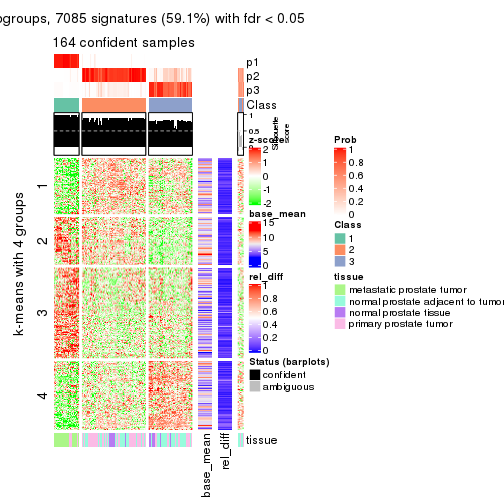 ogroups, 7085 signatures (59.1%) with fdr < 0.05
164 confident samples
p1
p2
p3
Class
1
0.5
0
Silhouette
score
k-means with 4 groups
1
2
3
4
base_mean
rel_diff
tissue
z-score
2
1
0
-1
-2
base_mean
15
10
5
0
rel_diff
1
0.8
0.6
0.4
0.2
0
Status (barplots)
confident
ambiguous
Prob
1
0.8
0.6
0.4
0.2
0
Class
1
2
3
tissue
metastatic prostate tumor
normal prostate adjacent to tumor
normal prostate tissue
primary prostate tumor